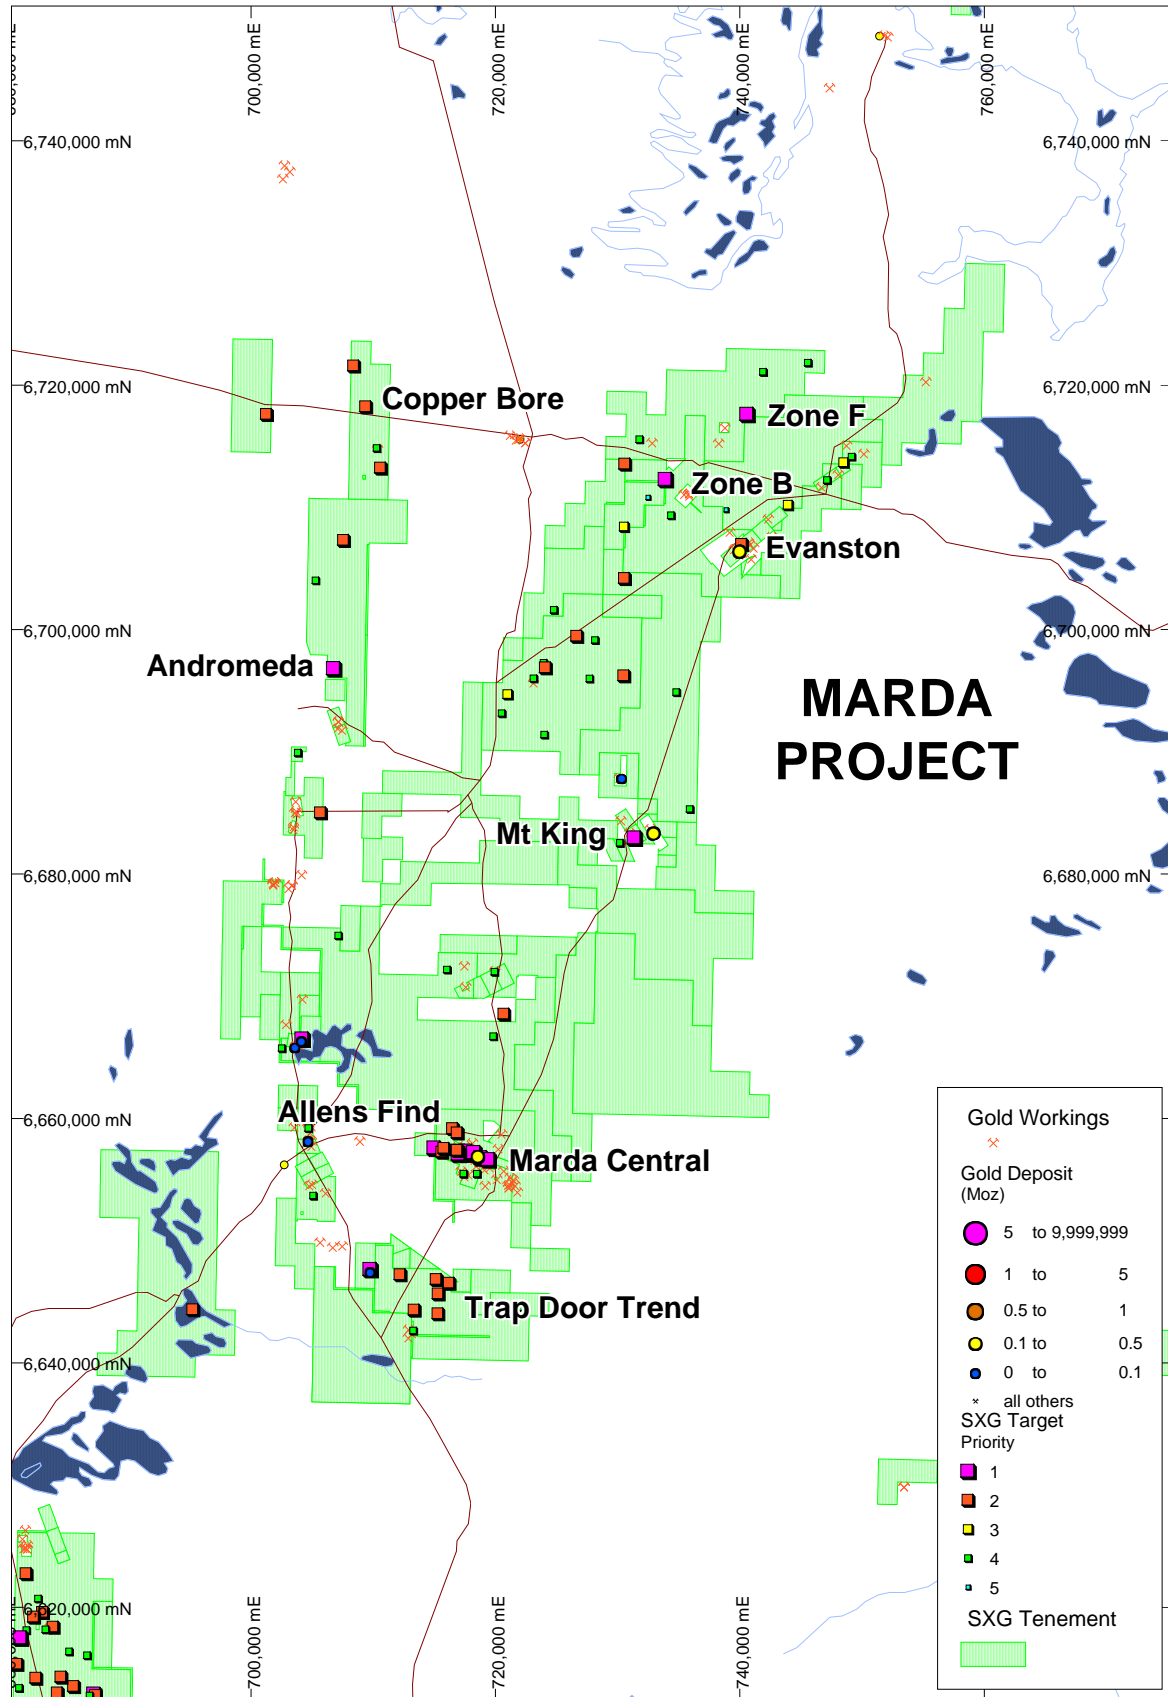 700,000 mE
720,000 mE
740,000 mE
760,000 mE
6,740,000 mN
6,740,000 mN
6,720,000 mN
6,720,000 mN
Copper Bore
Zone F
Zone B
Evanston
6,700,000 mN
6,700,000 mN
Andromeda
MARDA
PROJECT
Mt King
6,680,000 mN
6,680,000 mN
Allens Find
6,660,000 mN
6,660,000 mN
Marda Central
Trap Door Trend
6,640,000 mN
6,620,000 mN
700,000 mE
720,000 mE
740,000 mE
Gold Workings
Gold Deposit
(Moz)
5 to 9,999,999
1 to 5
0.5 to 1
0.1 to 0.5
0 to 0.1
all others
SXG Target
Priority
1
2
3
4
5
SXG Tenement